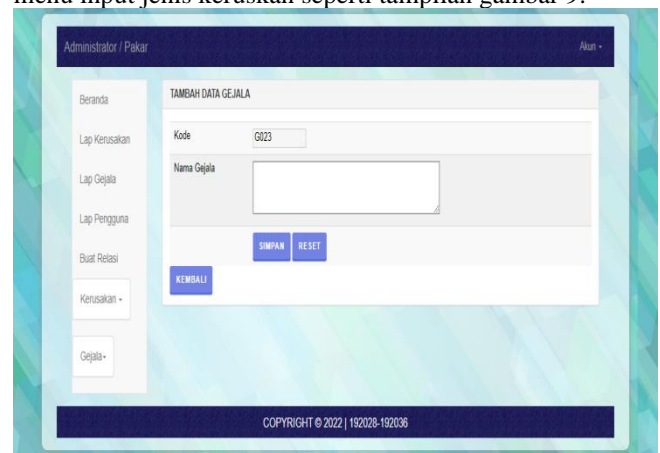 menu input jenis keruskan seperti tampilan gambar 9.
Administrator / Pakar
Akun
Beranda
Lap Kerusakan
Lap Gejala
Lap Pengguna
Buat Relasi
Kerusakan
Gejala
TAMBAH DATA GEJALA
Kode G023
Nama Gejala
SIMPAN RESET
KEMBALI
COPYRIGHT © 2022 | 192028-192036